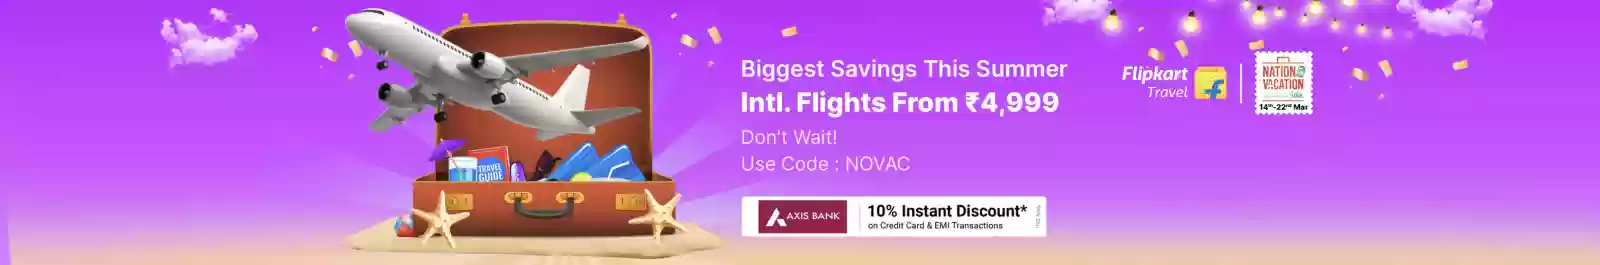 Biggest Savings This Summer
Intl. Flights From ₹4,999
Don't Wait!
Use Code : NOVAC
AXIS BANK
10% Instant Discount*
on Credit Card & EMI Transactions
Flipkart
Travel
NATION
VACATION
Sale
14th-22nd Mar
TRAVEL
GUIDE